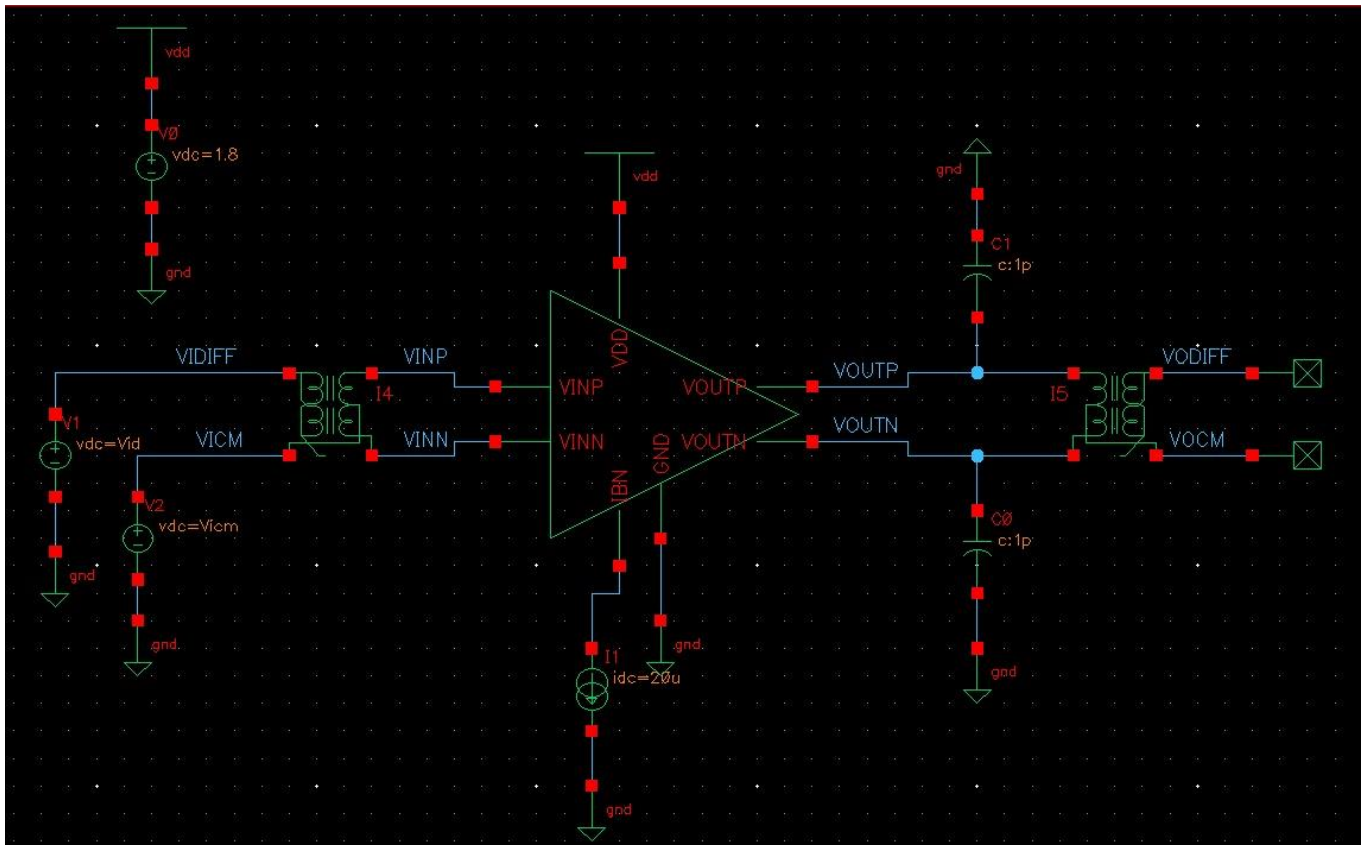 vdd
V0
vdc=1.8
gnd
vdd
gnd
C1
c:1p
VIDIFF
VINP
I4
VICM
VINN
V1
vdc=Vid
gnd
V2
vdc=Vicm
gnd
VDD
VINP
VINN
VOUTP
VOUTN
IBN
GND
VOUTP
VOUTN
I5
VODIFF
VOCM
C0
c:1p
gnd
I1
idc=20u
gnd
gnd